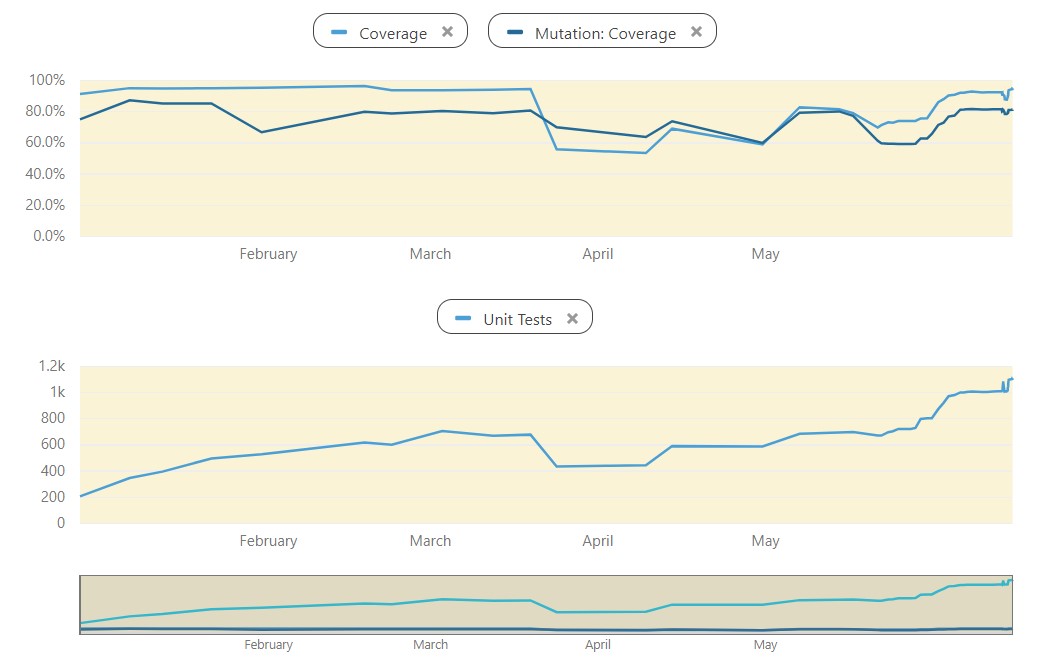 Coverage ✖ Mutation: Coverage ✖
100%
80.0%
60.0%
40.0%
20.0%
0.0%
February March April May
Unit Tests ✖
1.2k
1k
800
600
400
200
0
February March April May
February March April May